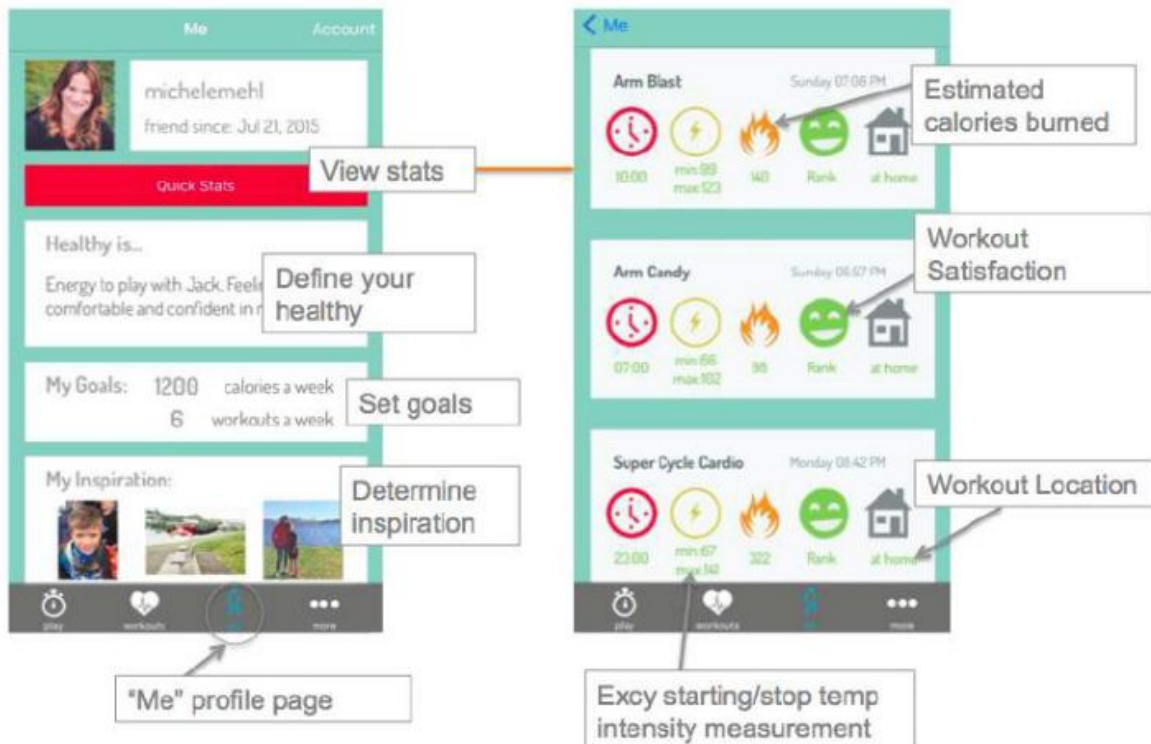 Me Account
michelemehl
friend since: Jul 21, 2015
View stats
Quick Stats
Healthy is...
Energy to play with Jack. Feelin
comfortable and confident in
Define your
healthy
My Goals: 1200 calories a week
6 workouts a week
Set goals
My Inspiration:
Determine
inspiration
play workouts more
"Me" profile page
< Me
Arm Blast Sunday 07:06 PM
Estimated
calories burned
10:00 min:99 140 Rank at home
max:123
Arm Candy Sunday 06:57 PM
Workout
Satisfaction
07:00 min:66 98 Rank at home
max:102
Super Cycle Cardio Monday 08:42 PM
Workout Location
23:00 min:67 322 Rank at home
max:141
play workouts more
Excy starting/stop temp
intensity measurement